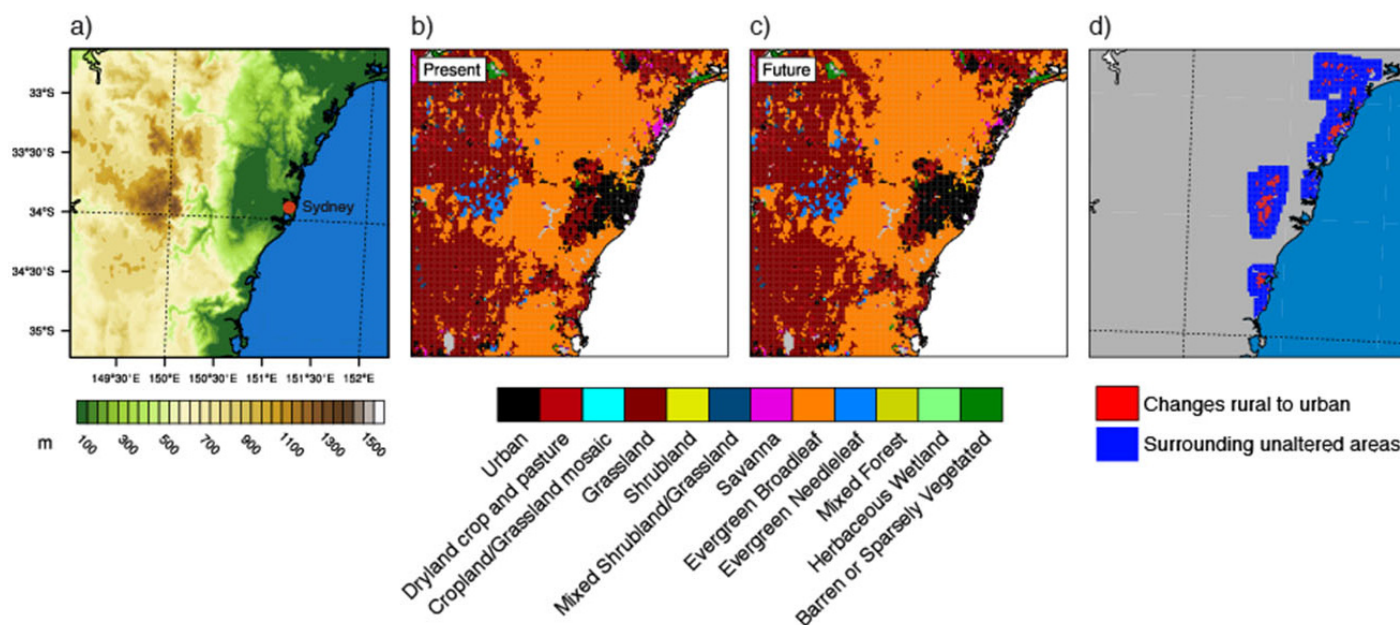 a)
b)
c)
d)
Present
Future
33°S
33°30'S
34°S
34°30'S
35°S
Sydney
149°30'E 150°E 150°30'E 151°E 151°30'E 152°E
m
100 300 500 700 900 1100 1300 1500
Urban
Dryland crop and pasture
Cropland/Grassland mosaic
Grassland
Shrubland
Mixed Shrubland/Grassland
Savanna
Evergreen Broadleaf
Evergreen Needleleaf
Mixed Forest
Herbaceous Wetland
Barren or Sparsely Vegetated
Changes rural to urban
Surrounding unaltered areas